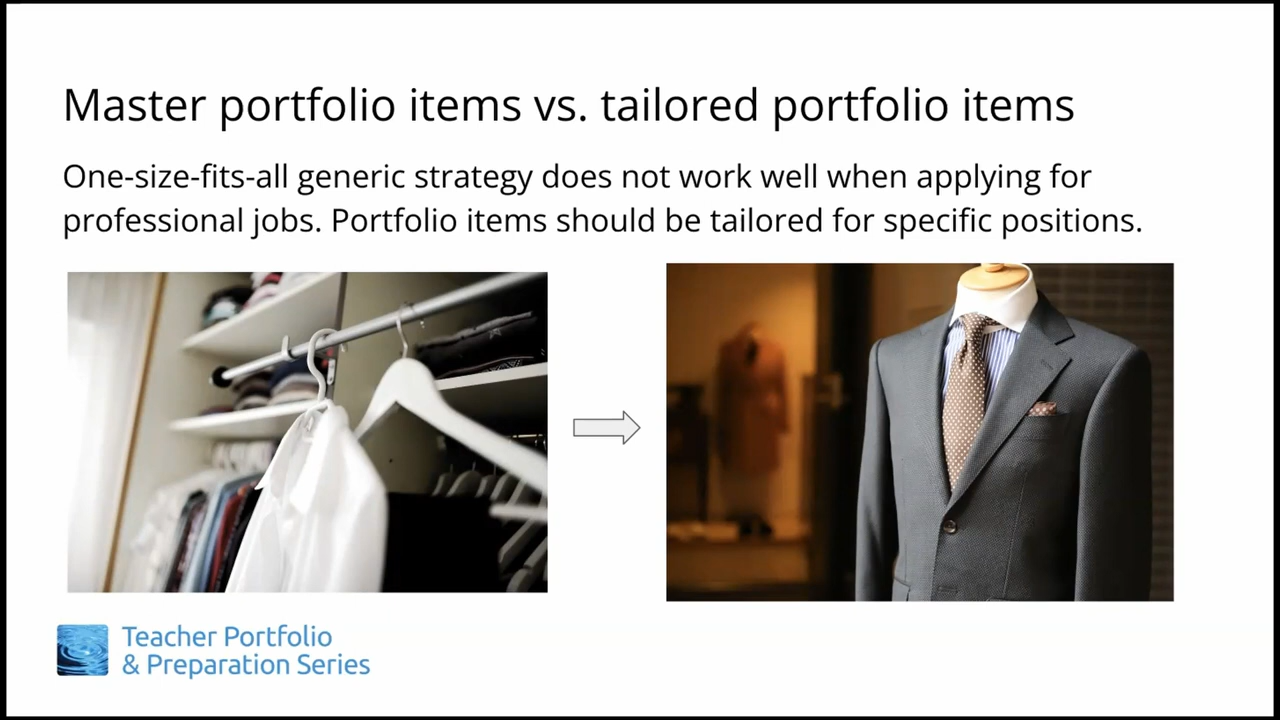 Master portfolio items vs. tailored portfolio items
One-size-fits-all generic strategy does not work well when applying for
professional jobs. Portfolio items should be tailored for specific positions.
Teacher Portfolio
& Preparation Series